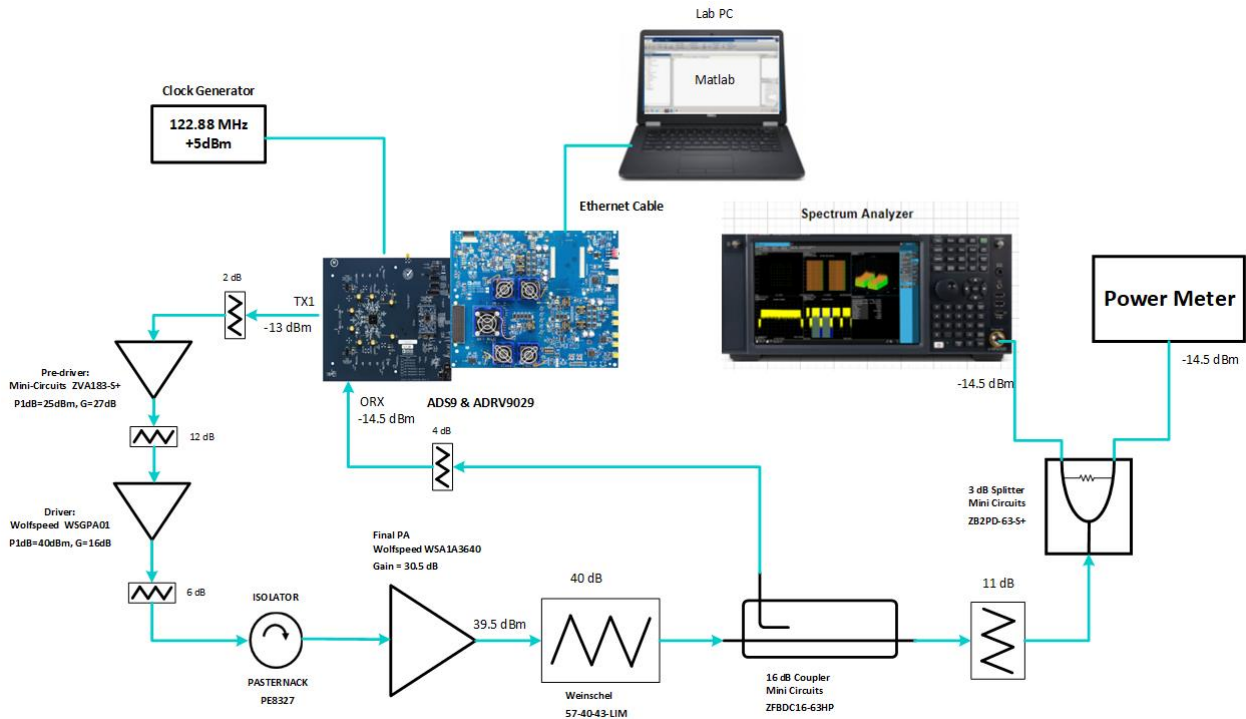 Lab PC
Matlab
Clock Generator
122.88 MHz
+5dBm
Ethernet Cable
Spectrum Analyzer
2 dB
TX1
-13 dBm
Power Meter
-14.5 dBm
-14.5 dBm
Pre-driver:
Mini-Circuits ZVA183-S+
P1dB=25dBm, G=27dB
ORX
-14.5 dBm
ADS9 & ADRV9029
12 dB
4 dB
Driver:
Wolfspeed WSGPA01
P1dB=40dBm, G=16dB
3 dB Splitter
Mini Circuits
ZB2PD-63-S+
Final PA
Wolfspeed WSA1A3640
Gain = 30.5 dB
6 dB
ISOLATOR
40 dB
11 dB
39.5 dBm
PASTERNACK
PE8327
Weinschel
57-40-43-LIM
16 dB Coupler
Mini Circuits
ZFBDC16-63HP